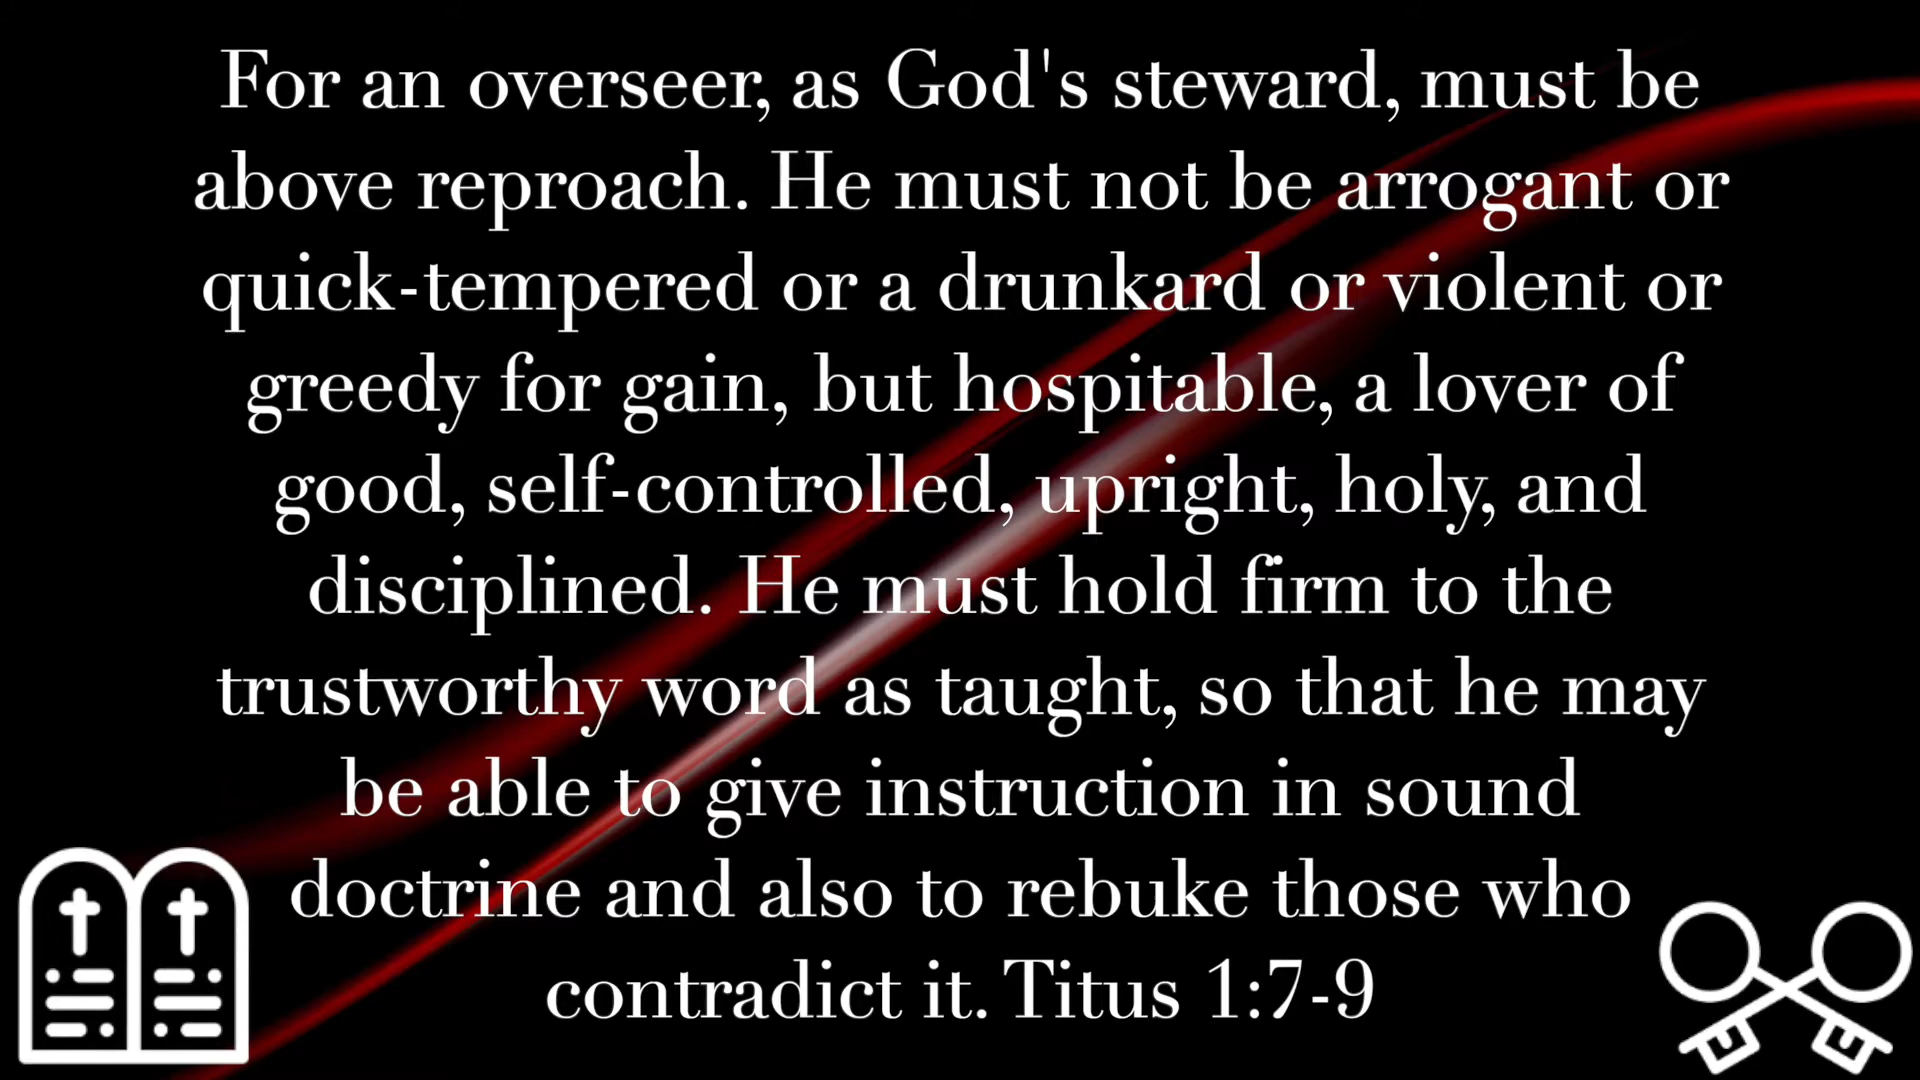 For an overseer, as God's steward, must be
above reproach. He must not be arrogant or
quick-tempered or a drunkard or violent or
greedy for gain, but hospitable, a lover of
good, self-controlled, upright, holy, and
disciplined. He must hold firm to the
trustworthy word as taught, so that he may
be able to give instruction in sound
doctrine and also to rebuke those who
contradict it. Titus 1:7-9